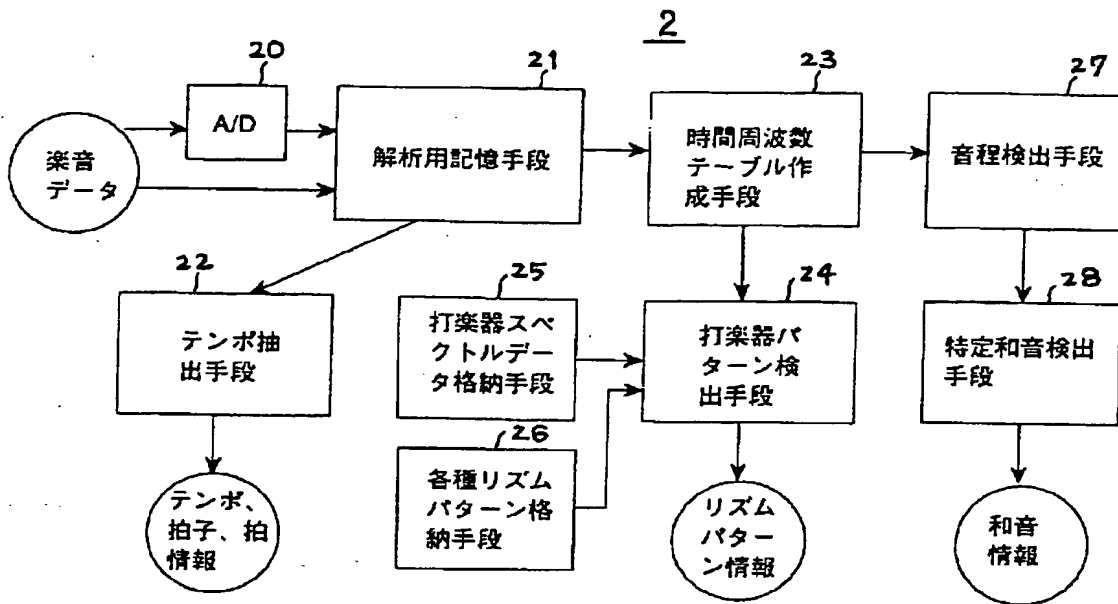 2
20
21
23
27
A/D
楽音
データ
解析用記憶手段
時間周波数
テーブル作
成手段
音程検出手段
22
25
24
28
テンポ抽
出手段
打楽器スペ
クトルデー
タ格納手段
打楽器パ
ターン検
出手段
特定和音検出
手段
26
各種リズム
パターン格
納手段
テンポ、
拍子、拍
情報
リズム
パター
ン情報
和音
情報